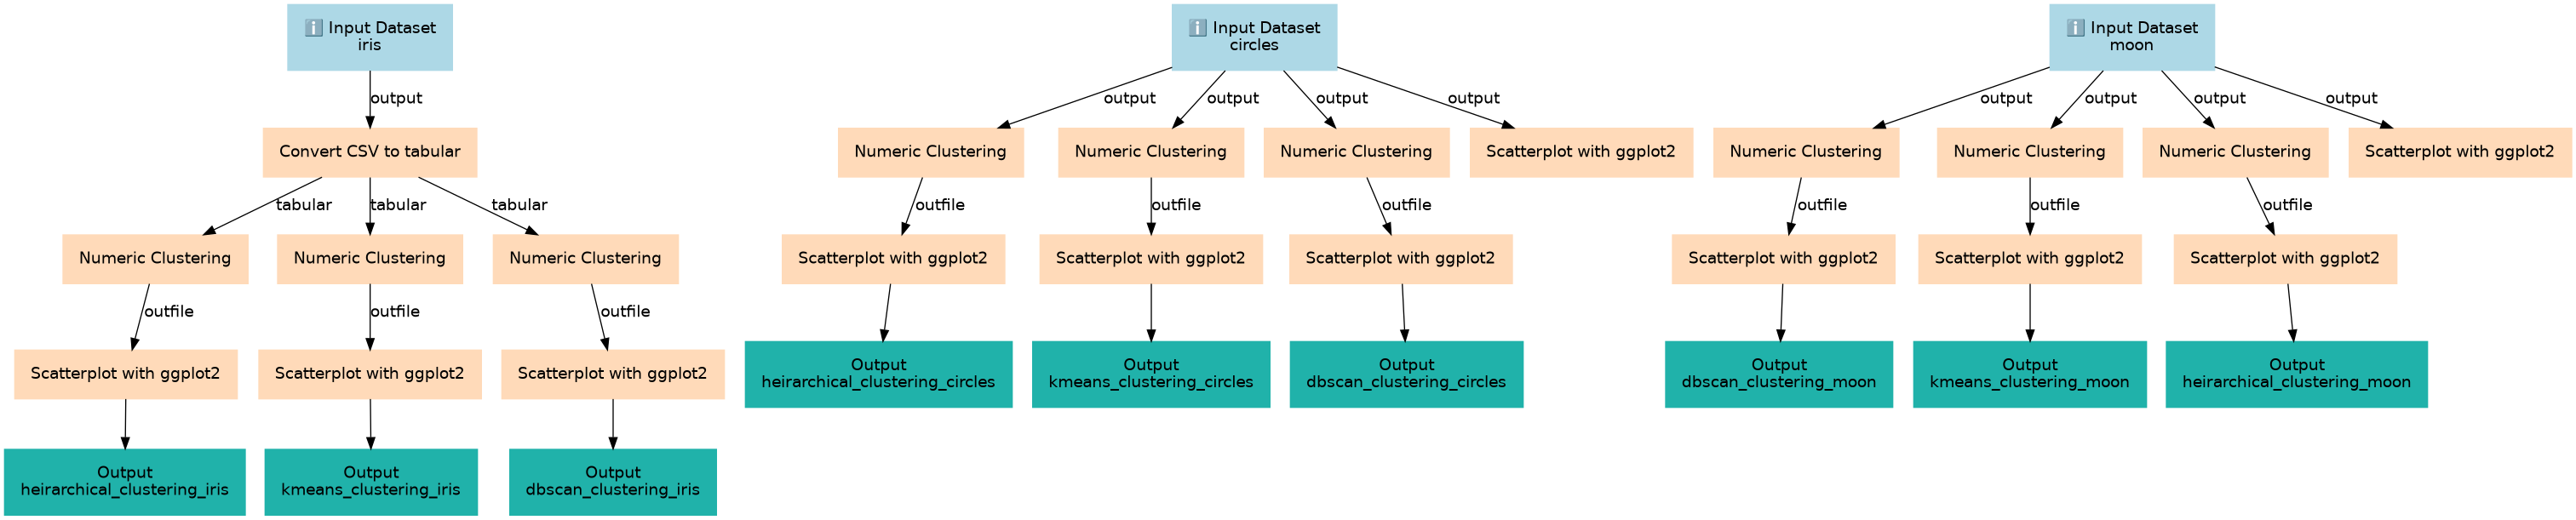 ℹ️ Input Dataset
iris
output
Convert CSV to tabular
tabular
tabular
tabular
Numeric Clustering
Numeric Clustering
Numeric Clustering
outfile
outfile
outfile
Scatterplot with ggplot2
Scatterplot with ggplot2
Scatterplot with ggplot2
Output
heirarchical_clustering_iris
Output
kmeans_clustering_iris
Output
dbscan_clustering_iris
ℹ️ Input Dataset
circles
output
output
output
output
Numeric Clustering
Numeric Clustering
Numeric Clustering
Scatterplot with ggplot2
outfile
outfile
outfile
Scatterplot with ggplot2
Scatterplot with ggplot2
Scatterplot with ggplot2
Output
heirarchical_clustering_circles
Output
kmeans_clustering_circles
Output
dbscan_clustering_circles
ℹ️ Input Dataset
moon
output
output
output
output
Numeric Clustering
Numeric Clustering
Numeric Clustering
Scatterplot with ggplot2
outfile
outfile
outfile
Scatterplot with ggplot2
Scatterplot with ggplot2
Scatterplot with ggplot2
Output
dbscan_clustering_moon
Output
kmeans_clustering_moon
Output
heirarchical_clustering_moon